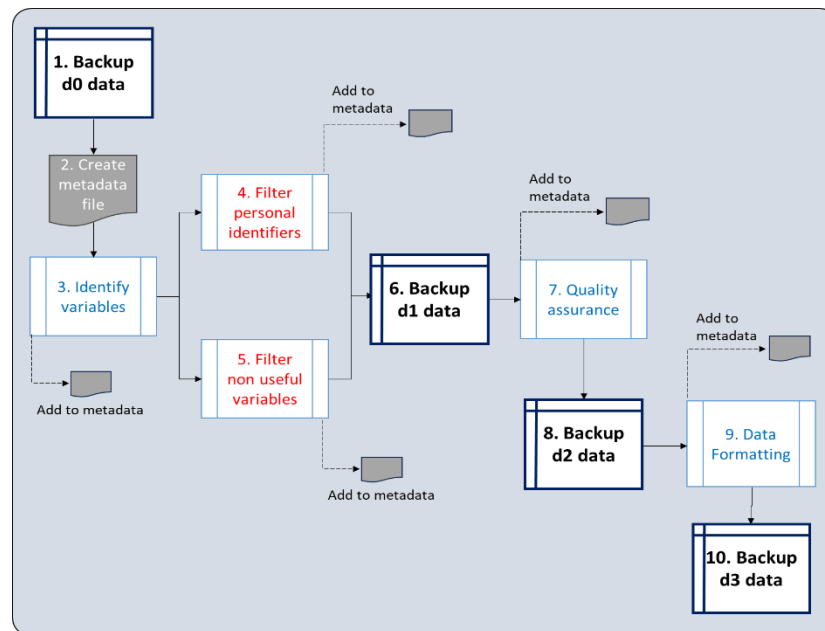 1. Backup
d0 data
2. Create
metadata
file
3. Identify
variables
Add to metadata
4. Filter
personal
identifiers
Add to
metadata
5. Filter
non useful
variables
Add to metadata
6. Backup
d1 data
7. Quality
assurance
Add to
metadata
8. Backup
d2 data
9. Data
Formatting
Add to
metadata
10. Backup
d3 data